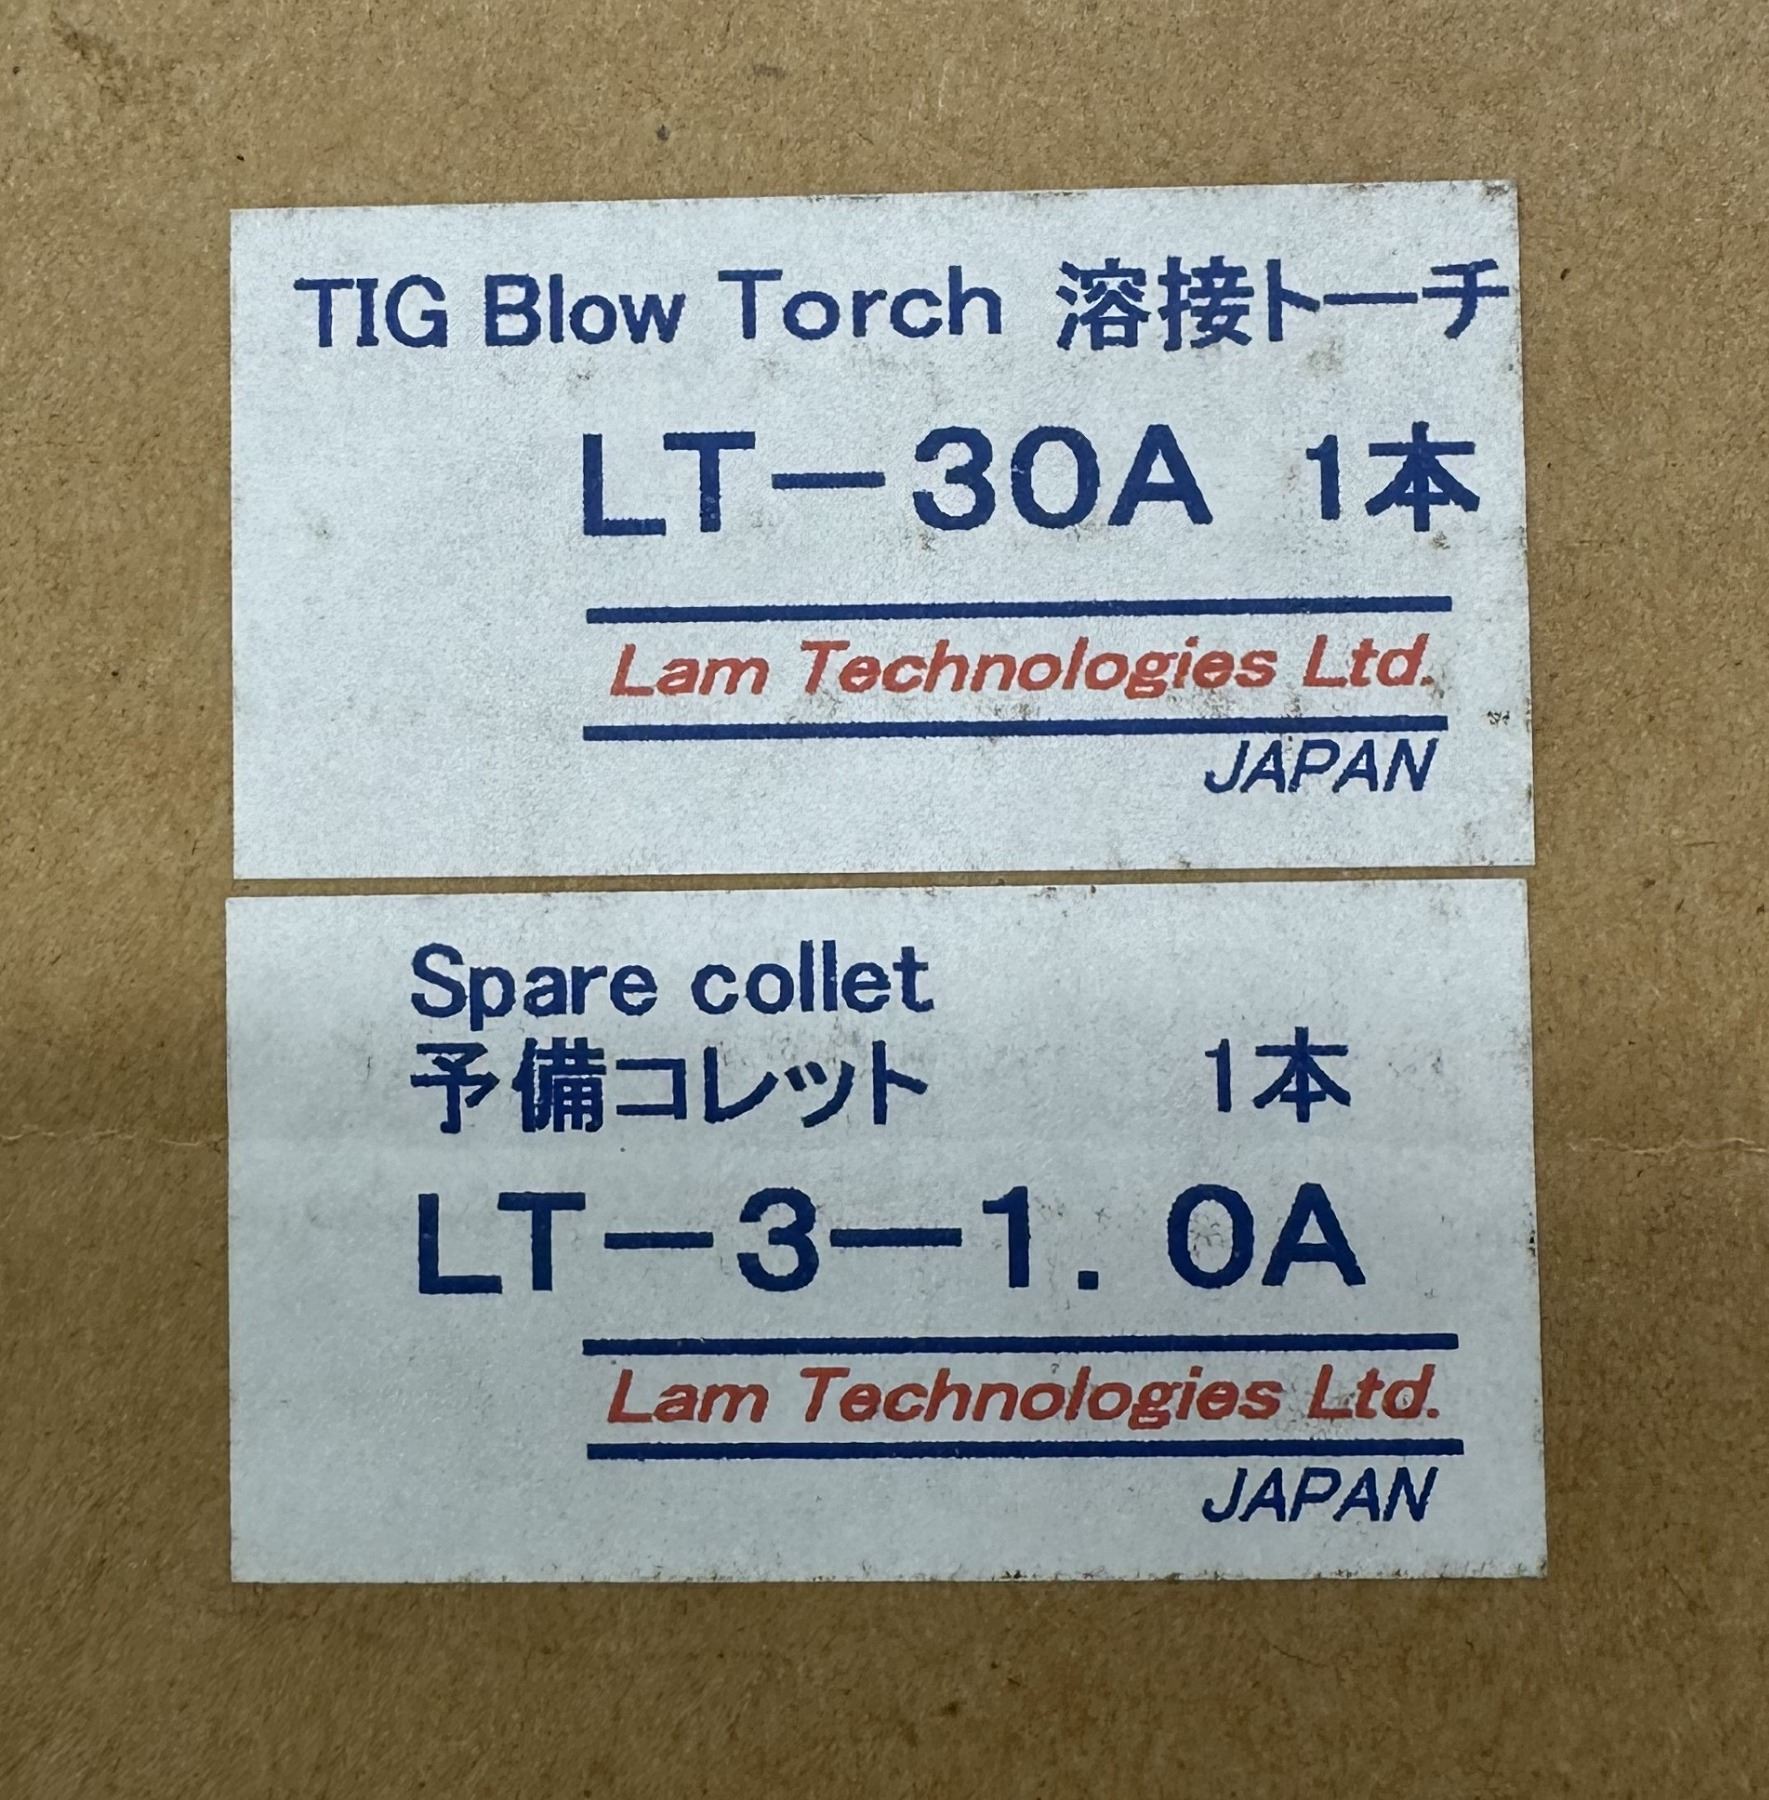 TIG Blow Torch 溶接トーチ
LT－30A 1本
Lam Technologies Ltd.
JAPAN
Spare collet
予備コレット 1本
LT－3－1．0A
Lam Technologies Ltd.
JAPAN